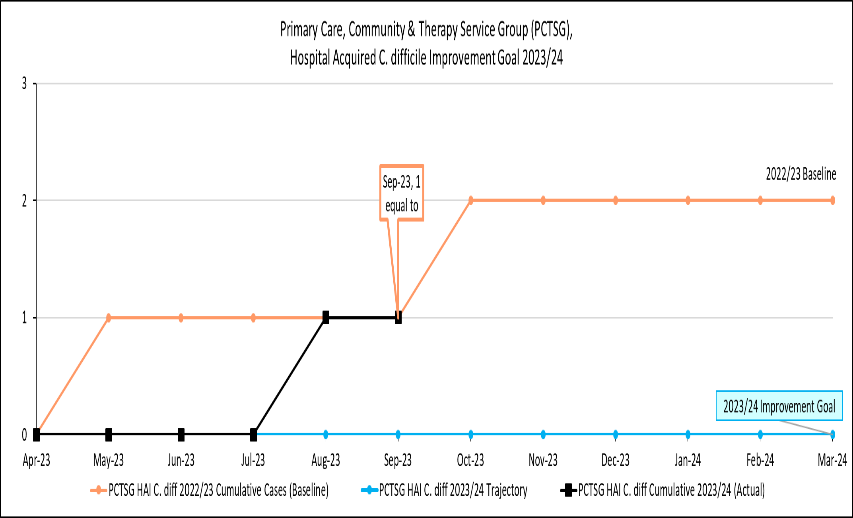 Primary Care, Community & Therapy Service Group (PCTSG),
Hospital Acquired C. difficile Improvement Goal 2023/24
3
2
1
0
Sep-23, 1
equal to
2022/23 Baseline
2023/24 Improvement Goal
Apr-23 May-23 Jun-23 Jul-23 Aug-23 Sep-23 Oct-23 Nov-23 Dec-23 Jan-24 Feb-24 Mar-24
PCTSG HAI C. diff 2022/23 Cumulative Cases (Baseline) PCTSG HAI C. diff 2023/24 Trajectory PCTSG HAI C. diff Cumulative 2023/24 (Actual)